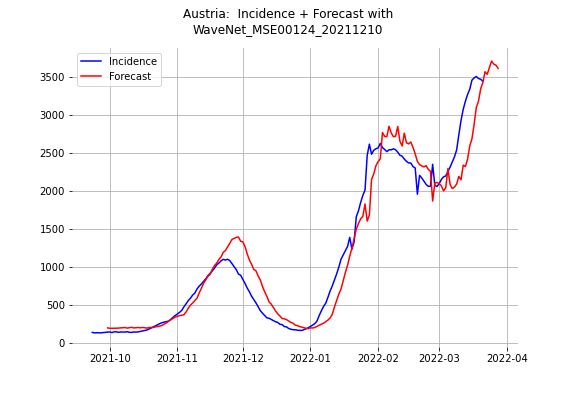 Austria:  Incidence + Forecast with
WaveNet_MSE00124_20211210
Incidence
Forecast
3500
3000
2500
2000
1500
1000
500
0
2021-10 2021-11 2021-12 2022-01 2022-02 2022-03 2022-04